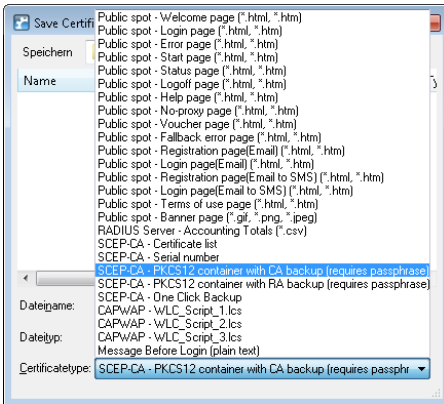 Save Certifi
Speichern
Name
Public spot - Welcome page (*.html, *.htm)
Public spot - Login page (*.html, *.htm)
Public spot - Error page (*.html, *.htm)
Public spot - Start page (*.html, *.htm)
Public spot - Status page (*.html, *.htm)
Public spot - Logoff page (*.html, *.htm)
Public spot - Help page (*.html, *.htm)
Public spot - No-proxy page (*.html, *.htm)
Public spot - Voucher page (*.html, *.htm)
Public spot - Fallback error page (*.html, *.htm)
Public spot - Registration page(Email) (*.html, *.htm)
Public spot - Login page(Email) (*.html, *.htm)
Public spot - Registration page(Email to SMS) (*.html, *.htm)
Public spot - Login page(Email to SMS) (*.html, *.htm)
Public spot - Terms of use page (*.html, *.htm)
Public spot - Banner page (*.gif, *.png, *.jpeg)
RADIUS Server - Accounting Totals (*.csv)
SCEP-CA - Certificate list
SCEP-CA - Serial number
SCEP-CA - PKCS12 container with CA backup (requires passphrase)
SCEP-CA - PKCS12 container with RA backup (requires passphrase)
SCEP-CA - One Click Backup
CAPWAP - WLC_Script_1.lcs
CAPWAP - WLC_Script_2.lcs
CAPWAP - WLC_Script_3.lcs
Message Before Login (plain text)
Dateiname:
Dateityp:
Certificatetype: SCEP-CA - PKCS12 container with CA backup (requires passphr